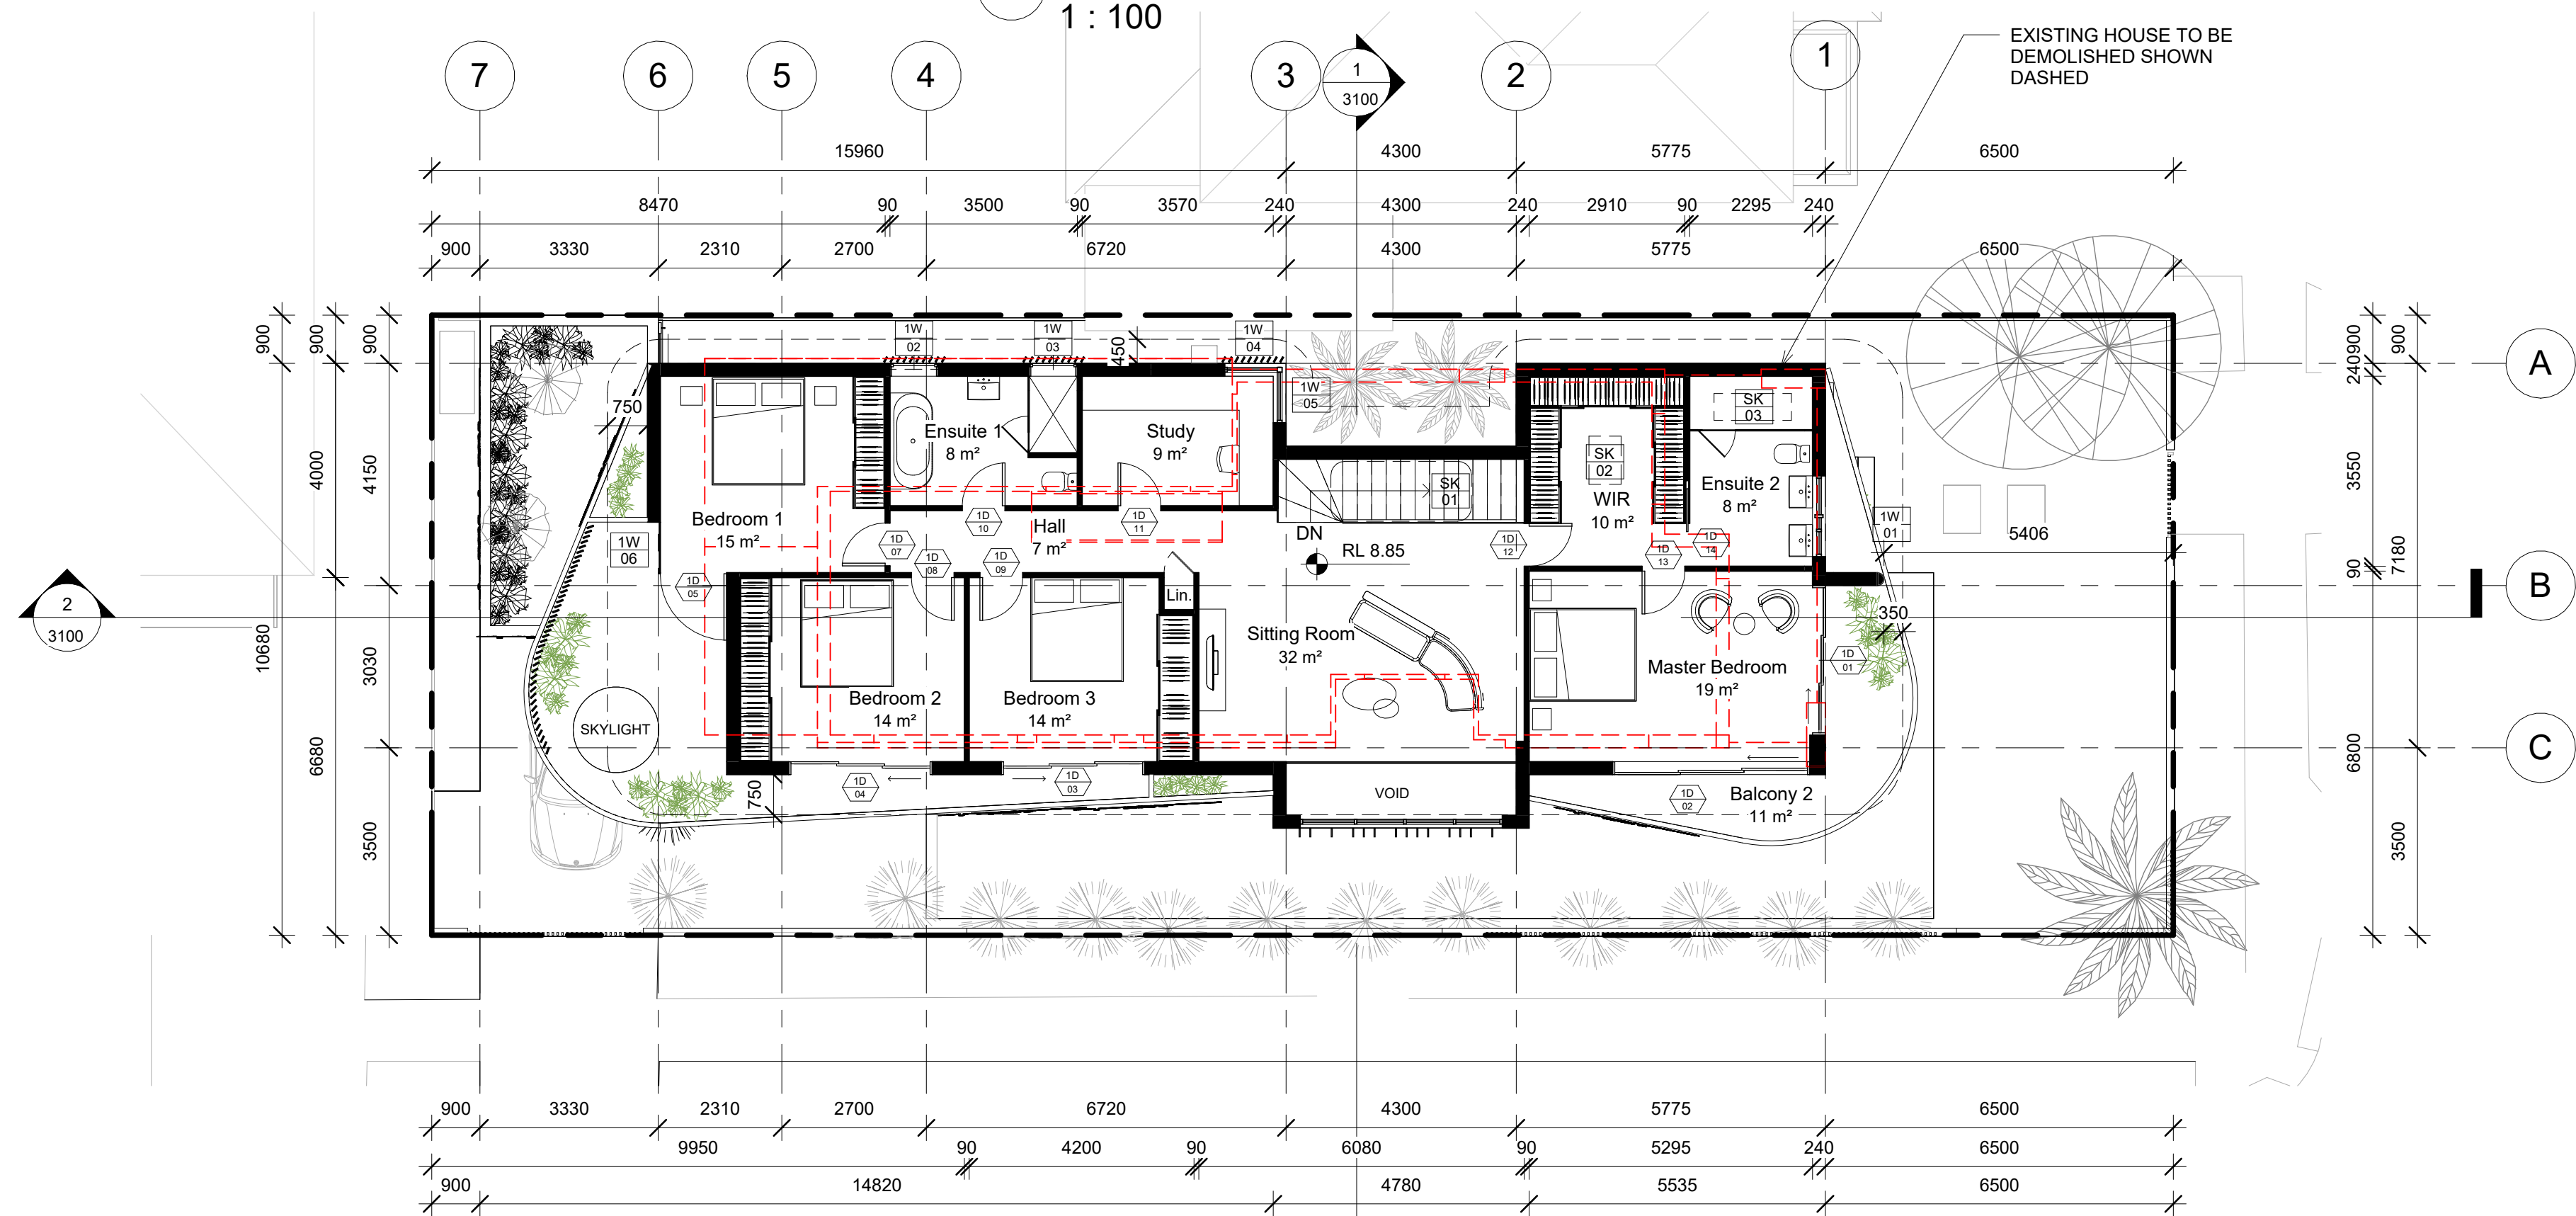 1 : 100
EXISTING HOUSE TO BE
DEMOLISHED SHOWN
DASHED
7
6
5
4
3
1
3100
2
1
15960
4300
5775
6500
8470
90
3500
90
3570
240
4300
240
2910
90
2295
240
900
3330
2310
2700
6720
4300
5775
6500
900
900
900
4000
4150
10680
3030
6680
3500
2
3100
A
B
C
900
240
900
3550
90
7180
6800
3500
1W
02
1W
03
450
1W
04
1W
05
750
Ensuite 1
8 m²
Study
9 m²
SK
03
SK
02
SK
01
WIR
10 m²
Ensuite 2
8 m²
1W
01
5406
Bedroom 1
15 m²
1D
10
Hall
7 m²
1D
11
1W
06
1D
07
1D
08
1D
09
DN
RL 8.85
1D
12
1D
13
1D
14
1D
05
Lin.
350
Sitting Room
32 m²
Master Bedroom
19 m²
1D
01
Bedroom 2
14 m²
Bedroom 3
14 m²
SKYLIGHT
750
1D
04
1D
03
VOID
1D
02
Balcony 2
11 m²
900
3330
2310
2700
6720
4300
5775
6500
9950
90
4200
90
6080
90
5295
240
6500
900
14820
4780
5535
6500